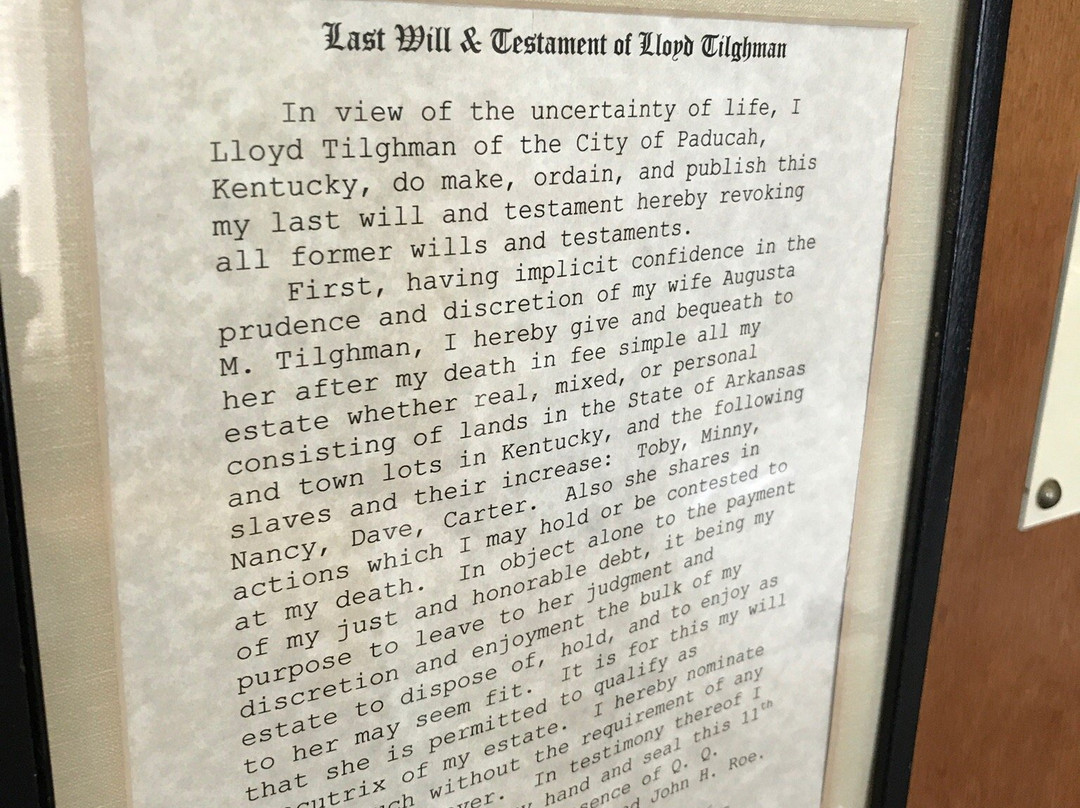 Last Will & Testament of Lloyd Tilghman
In view of the uncertainty of life, I
Lloyd Tilghman of the City of Paducah,
Kentucky, do make, ordain, and publish this
my last will and testament hereby revoking
all former wills and testaments.
First, having implicit confidence in the
prudence and discretion of my wife Augusta
M. Tilghman, I hereby give and bequeath to
her after my death in fee simple all my
estate whether real, mixed, or personal
consisting of lands in the State of Arkansas
and town lots in Kentucky, and the following
slaves and their increase: Toby, Minny,
Nancy, Dave, Carter. Also she shares in
actions which I may hold or be contested to
at my death. In object alone to the payment
of my just and honorable debt, it being my
purpose to leave to her judgment and
discretion and enjoyment the bulk of my
estate to dispose of, hold, and to enjoy as
to her may seem fit. It is for this my will
that she is permitted to qualify as
of my estate. I hereby nominate
without the requirement of any
In testimony thereof I
hand and seal this 11th
of Q. Q.
John H. Roe.